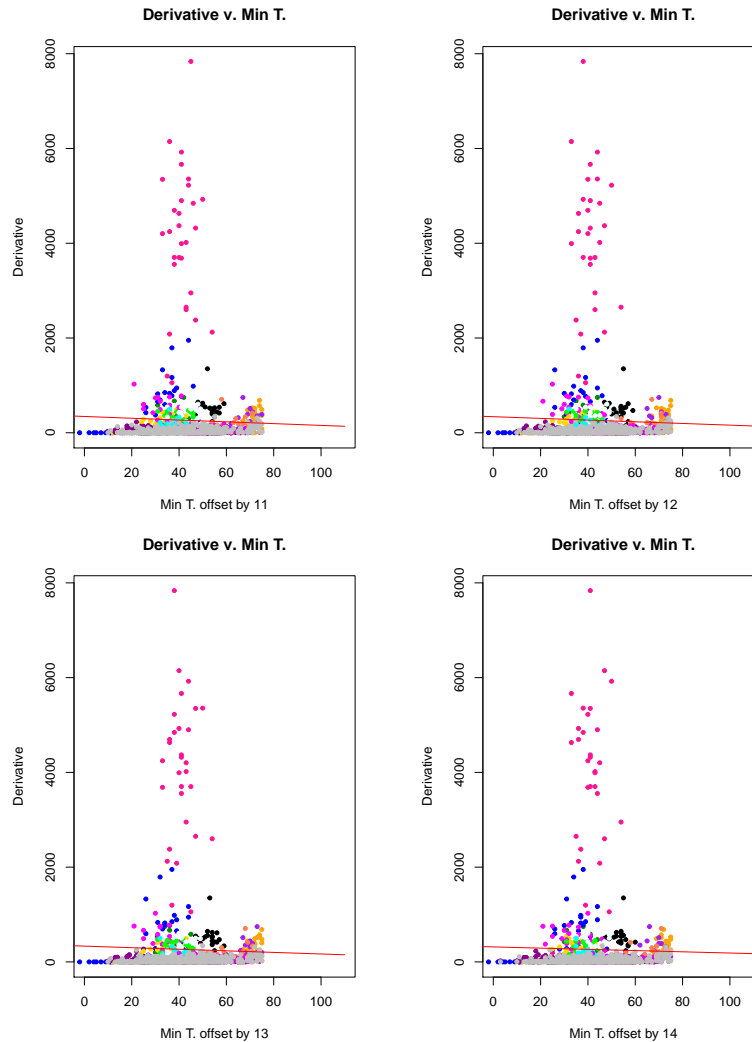 Derivative v. Min T.
Derivative
8000
6000
4000
2000
0
0 20 40 60 80 100
Min T. offset by 11
Derivative v. Min T.
Derivative
8000
6000
4000
2000
0
0 20 40 60 80 100
Min T. offset by 12
Derivative v. Min T.
Derivative
8000
6000
4000
2000
0
0 20 40 60 80 100
Min T. offset by 13
Derivative v. Min T.
Derivative
8000
6000
4000
2000
0
0 20 40 60 80 100
Min T. offset by 14